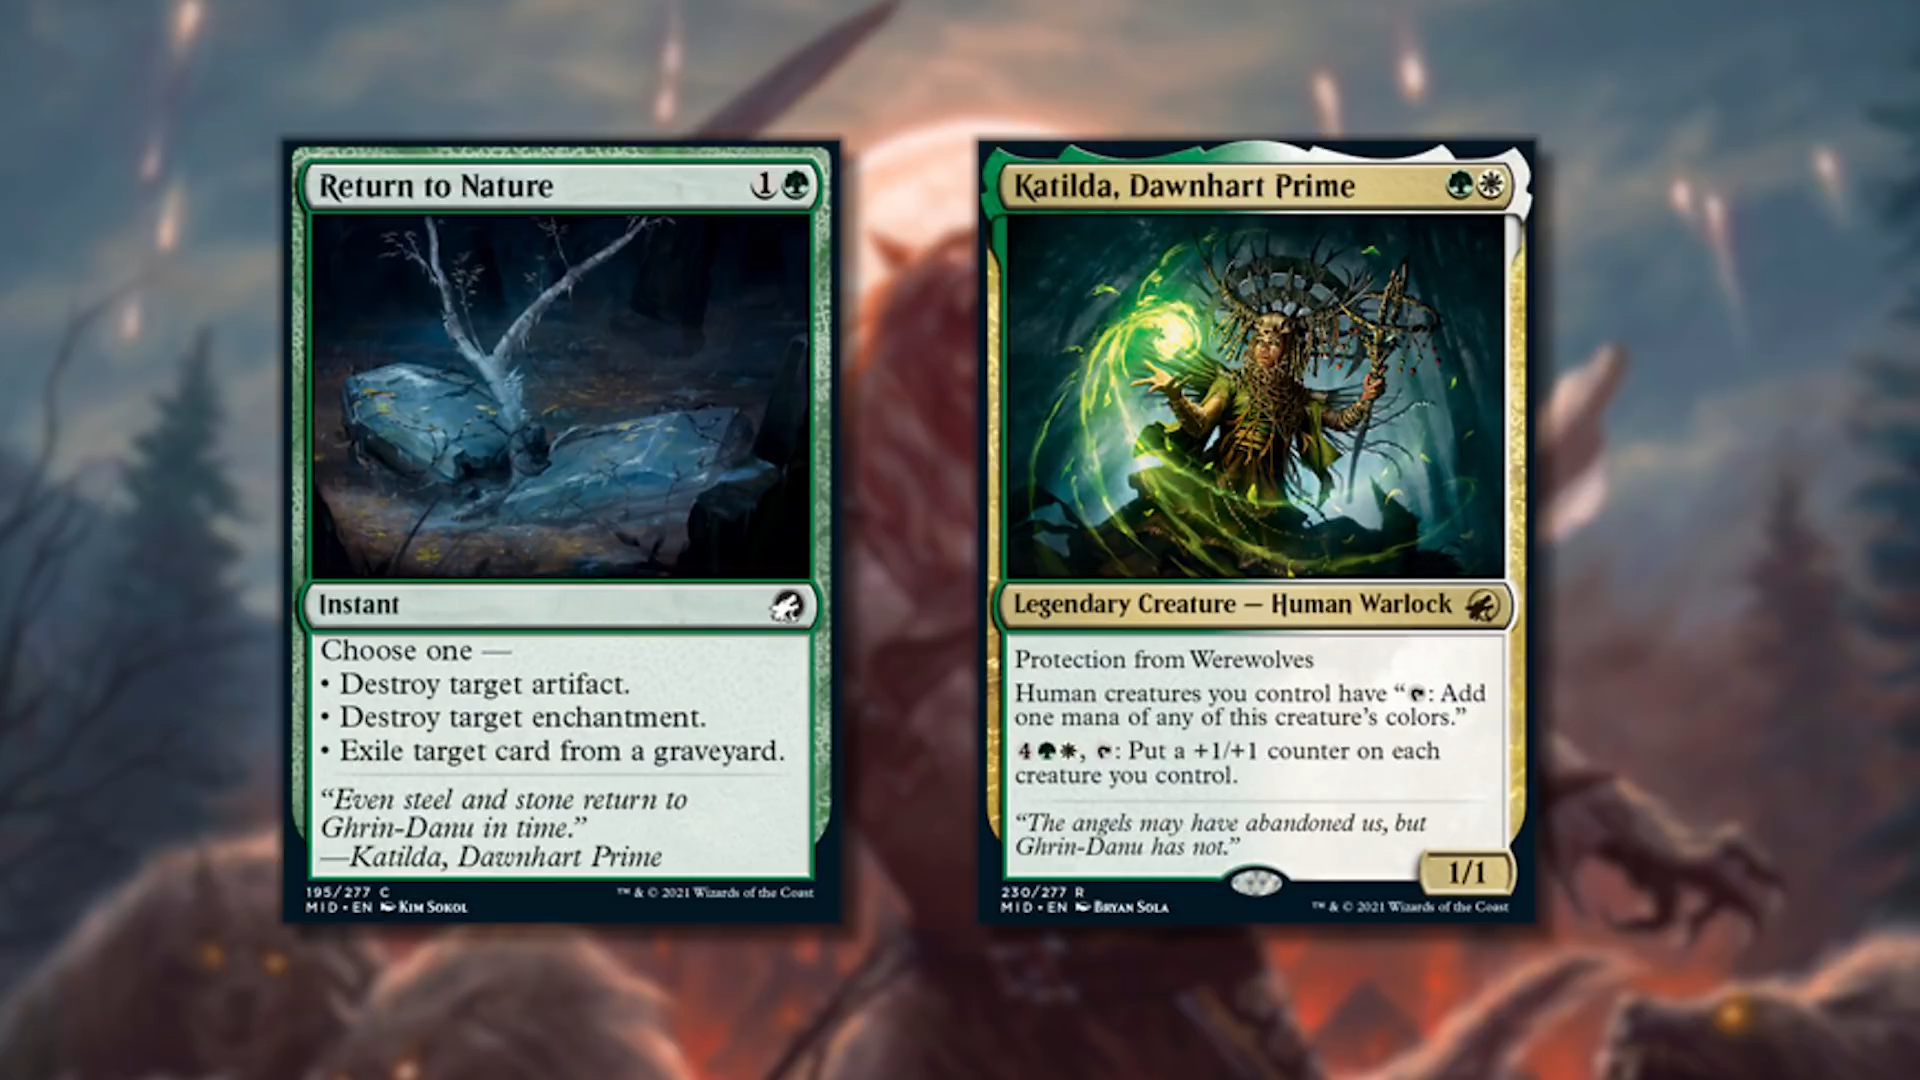 Return to Nature 1
Instant
Choose one —
• Destroy target artifact.
• Destroy target enchantment.
• Exile target card from a graveyard.
“Even steel and stone return to
Ghrin-Danu in time.”
—Katilda, Dawnhart Prime
195/277 C
MID • EN Kim Sokol
™ & © 2021 Wizards of the Coast
Katilda, Dawnhart Prime
Legendary Creature — Human Warlock
Protection from Werewolves
Human creatures you control have “: Add
one mana of any of this creature’s colors.”
4, : Put a +1/+1 counter on each
creature you control.
“The angels may have abandoned us, but
Ghrin-Danu has not.”
1/1
230/277 R
MID • EN Bryan Sola
™ & © 2021 Wizards of the Coast